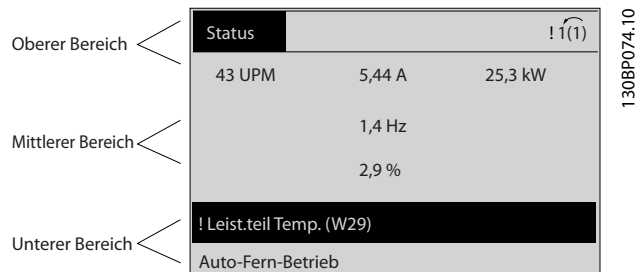 Oberer Bereich
Status
! 1(1)
43 UPM 5,44 A 25,3 kW
Mittlerer Bereich
1,4 Hz
2,9 %
Unterer Bereich
! Leist.teil Temp. (W29)
Auto-Fern-Betrieb
130BP074.10